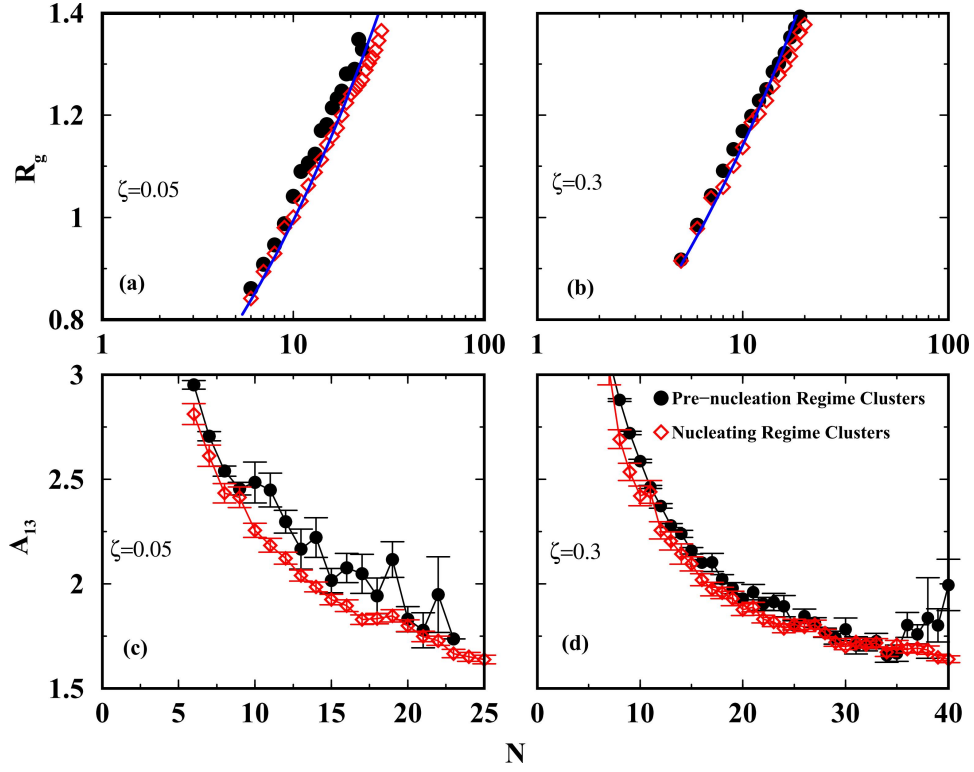 1.4
1.2
1
0.8
R_g
ζ=0.05
(a)
1
10
100
ζ=0.3
(b)
1
10
100
3
2.5
2
1.5
A_13
ζ=0.05
(c)
0
5
10
15
20
25
Pre−nucleation Regime Clusters
Nucleating Regime Clusters
ζ=0.3
(d)
0
10
20
30
40
N